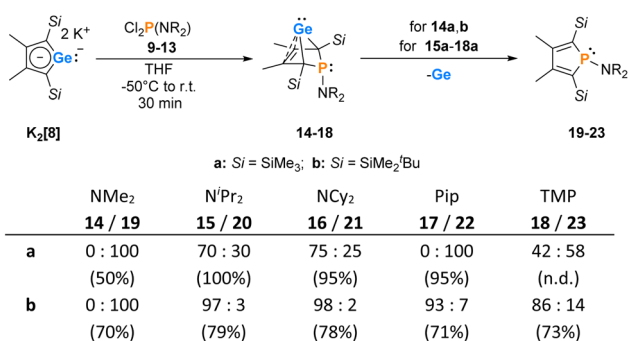 Si
2 K⁺
Ge:
−
−
Si
K₂[8]
Cl₂P(NR₂)
9-13
THF
-50°C to r.t.
30 min
Ge
Si
Si
P:
NR₂
14-18
for 14a,b
for 15a-18a
-Ge
Si
P
NR₂
Si
19-23
a: Si = SiMe₃; b: Si = SiMe₂ᵗBu
NMe₂ NⁱPr₂ NCy₂ Pip TMP
14 / 19 15 / 20 16 / 21 17 / 22 18 / 23
a 0 : 100 70 : 30 75 : 25 0 : 100 42 : 58
(50%) (100%) (95%) (95%) (n.d.)
b 0 : 100 97 : 3 98 : 2 93 : 7 86 : 14
(70%) (79%) (78%) (71%) (73%)